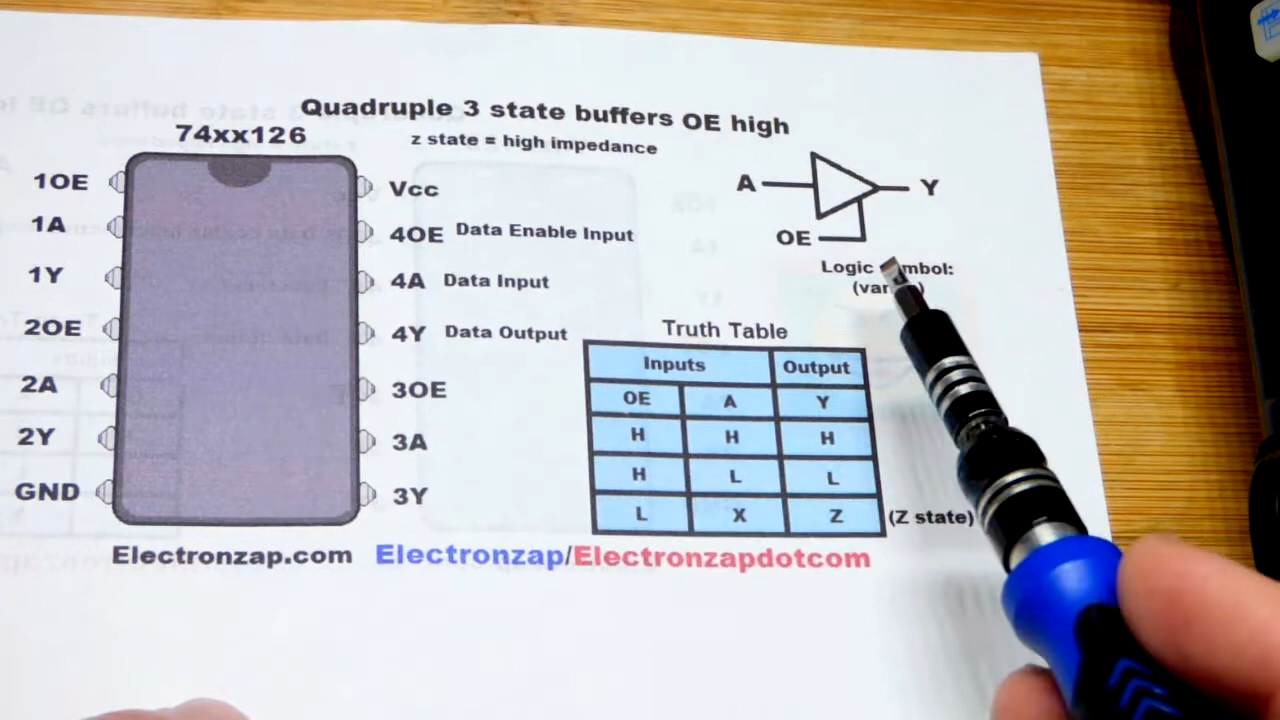 Quadruple 3 state buffers OE high
74xx126
z state = high impedance
1OE
1A
1Y
2OE
2A
2Y
GND
Vcc
4OE Data Enable Input
4A Data Input
4Y Data Output
3OE
3A
3Y
A
Y
OE
Logic
Truth Table
Inputs Output
OE A Y
H H H
H L L
L X Z (Z state)
Electronzap.com Electronzap/Electronzapdotcom